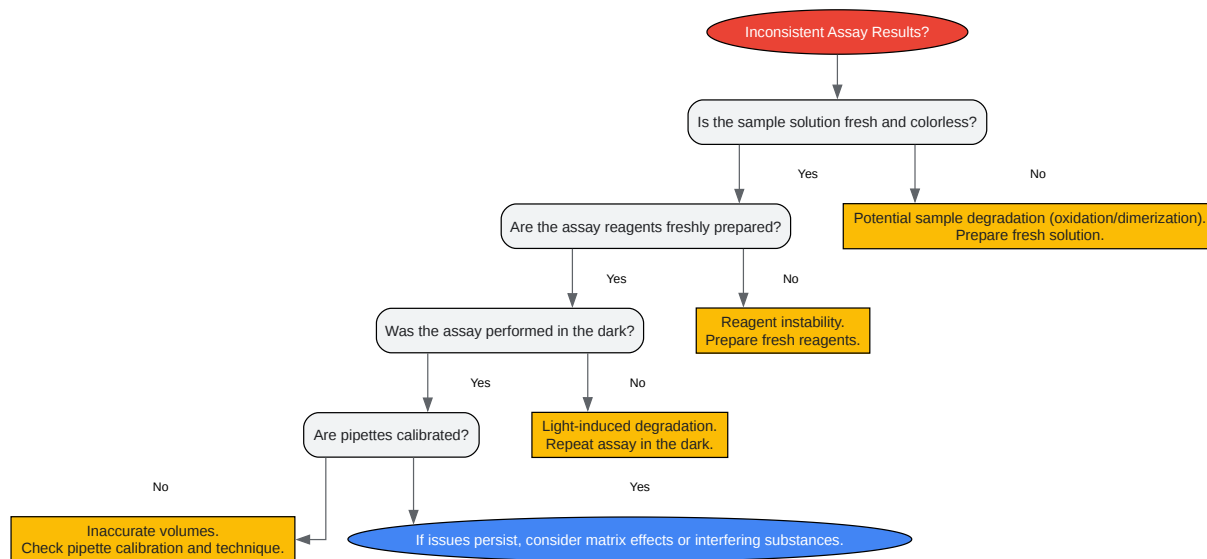 Inconsistent Assay Results?
Is the sample solution fresh and colorless?
Yes
No
Are the assay reagents freshly prepared?
Potential sample degradation (oxidation/dimerization).
Prepare fresh solution.
Yes
No
Was the assay performed in the dark?
Reagent instability.
Prepare fresh reagents.
Yes
No
Are pipettes calibrated?
Light-induced degradation.
Repeat assay in the dark.
No
Yes
Inaccurate volumes.
Check pipette calibration and technique.
If issues persist, consider matrix effects or interfering substances.